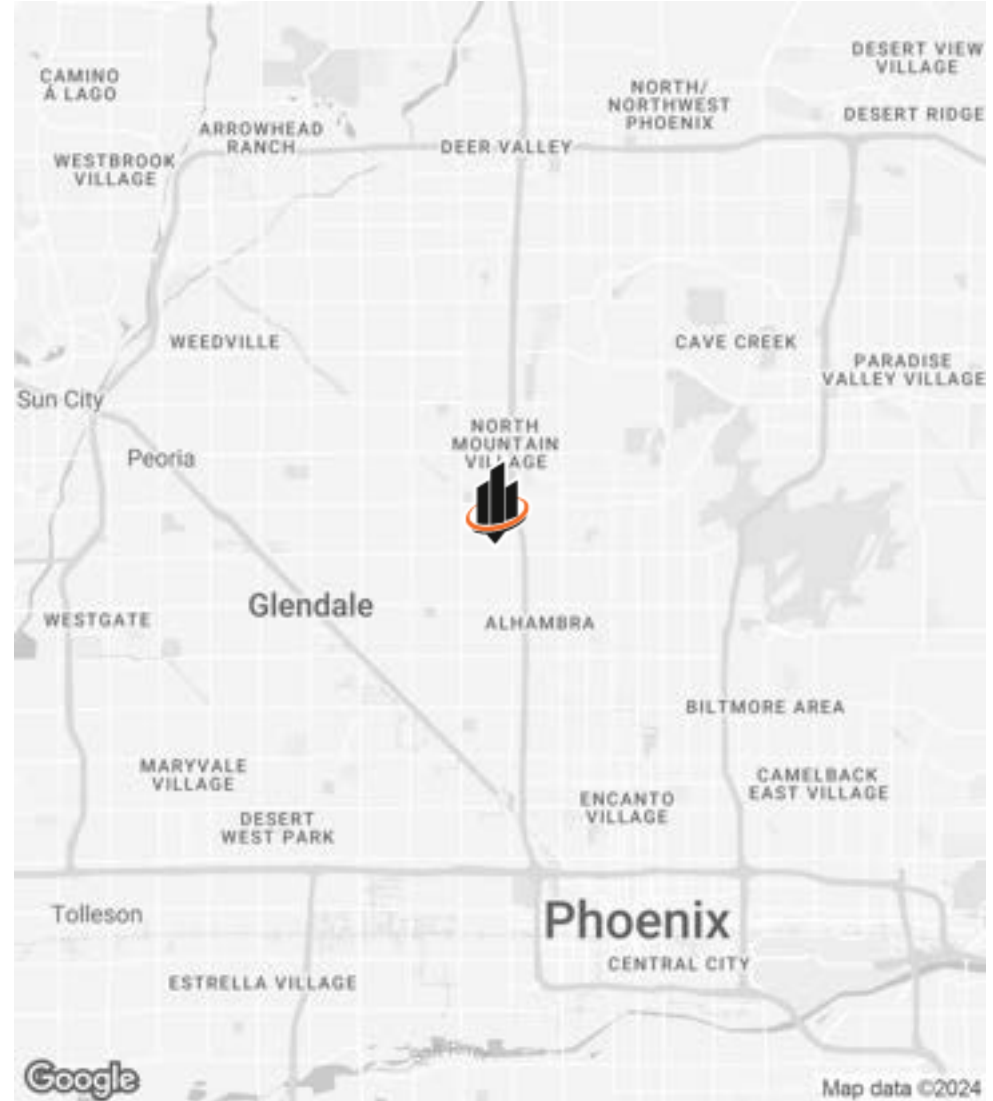 DESERT VIEW
VILLAGE
CAMINO
Á LAGO
NORTH/
NORTHWEST
PHOENIX
DESERT RIDGE
ARROWHEAD
RANCH
DEER VALLEY
WESTBROOK
VILLAGE
WEEDVILLE
CAVE CREEK
PARADISE
VALLEY VILLAGE
Sun City
NORTH
MOUNTAIN
VILLAGE
Peoria
Glendale
WESTGATE
ALHAMBRA
BILTMORE AREA
MARYVALE
VILLAGE
CAMELBACK
EAST VILLAGE
ENCANTO
VILLAGE
DESERT
WEST PARK
Tolleson
Phoenix
CENTRAL CITY
ESTRELLA VILLAGE
Salt River
Google
Map data ©2024